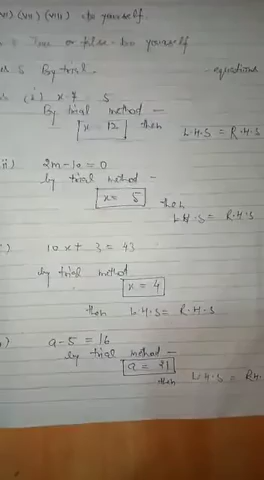 (vi) (vii) (viii) do yourself
True or false - Do yourself
5 By trial. equations
(i) x-7 5
By trial method —
x = 12 then L.H.S = R.H.S
ii) 2m-10 = 0
by trial method —
x = 5 then
L.H.S = R.H.S
10x + 3 = 43
by trial method
x = 4
then L.H.S = R.H.S
a-5 = 16
by trial method —
a = 21
then L.H.S = R.H.